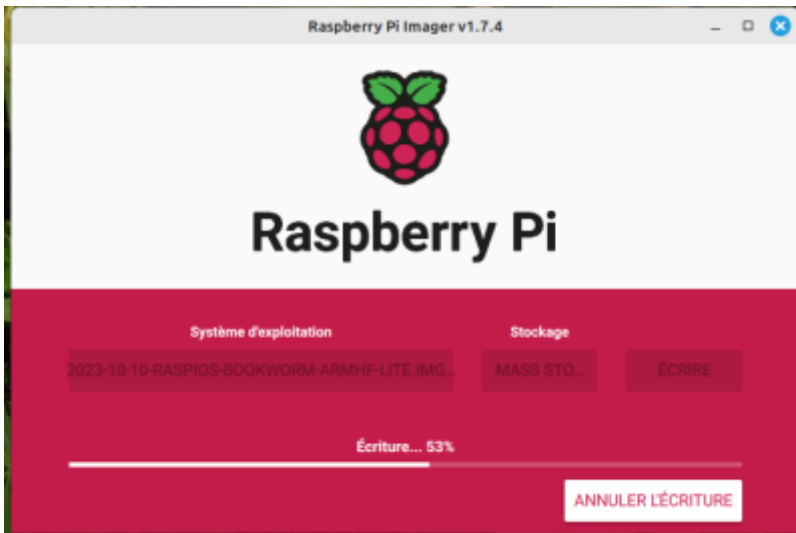 Raspberry Pi Imager v1.7.4
Raspberry Pi
Système d'exploitation
Stockage
2023-10-10-RASPIOS-BOOKWORM-ARMHF-LITE.IMG...
MASS STO...
ÉCRIRE
Écriture... 53%
ANNULER L'ÉCRITURE